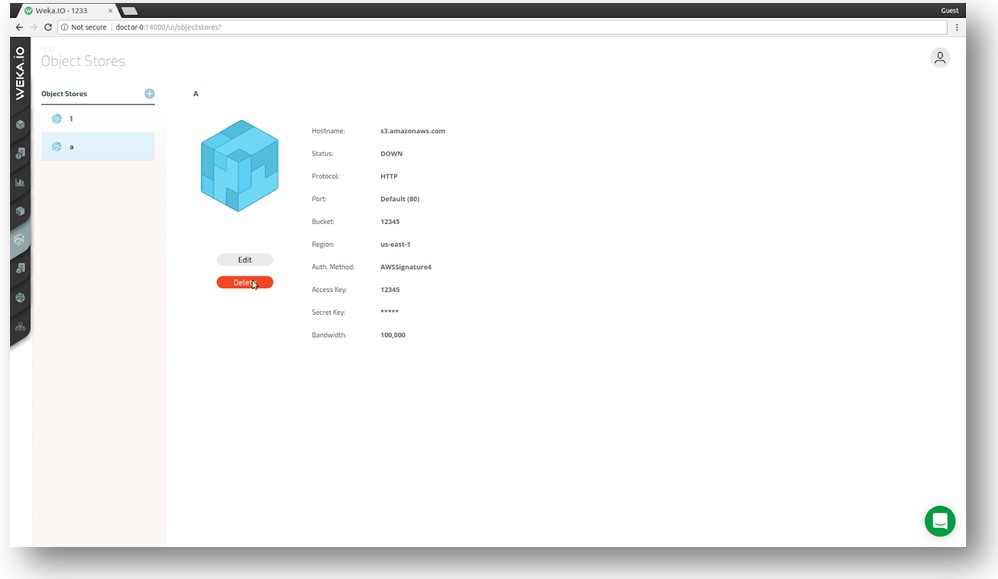 Weka.IO - 1233
Guest
Not secure
doctor-0:14000/ui/objectstores?
WEKA.iO
Object Stores
Object Stores
1
a
A
Hostname: s3.amazonaws.com
Status: DOWN
Protocol: HTTP
Port: Default (80)
Bucket: 12345
Region: us-east-1
Auth. Method: AWSSignature4
Access Key: 12345
Secret Key: *****
Bandwidth: 100,000
Edit
Delete